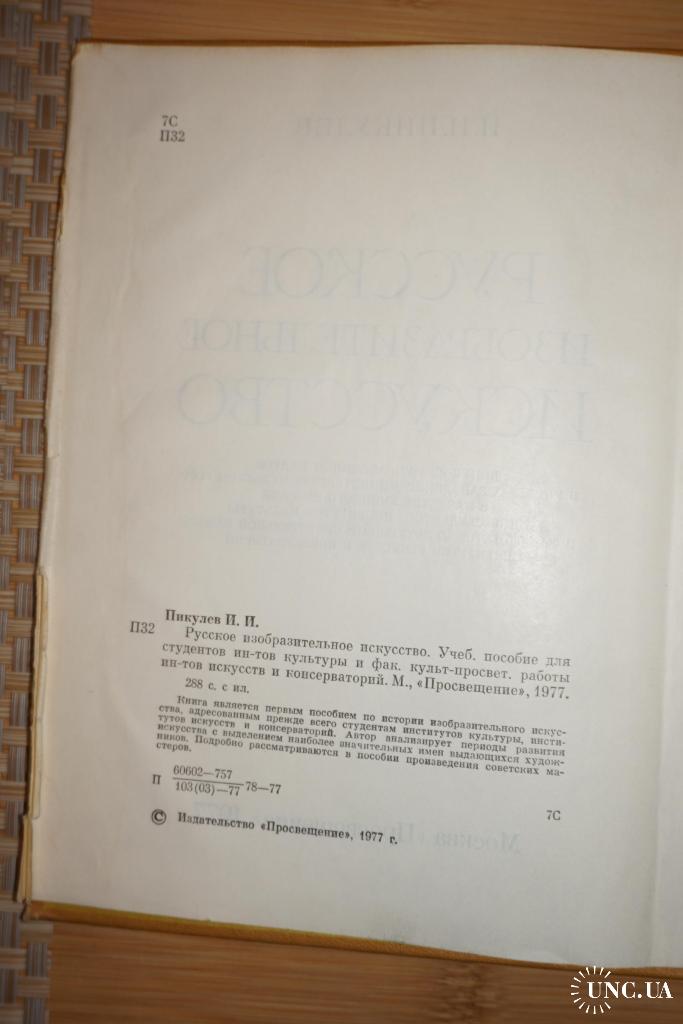 7С
П32
Пикулев И. И.
П32 Русское изобразительное искусство. Учеб. пособие для
студентов ин-тов культуры и фак. культ-просвет. работы
ин-тов искусств и консерваторий. М., «Просвещение», 1977.
288 с. с ил.
Книга является первым пособием по истории изобразительного искус-
ства, адресованным прежде всего студентам институтов культуры, инсти-
тутов искусств и консерваторий. Автор анализирует периоды развития
искусства с выделением наиболее значительных имен выдающихся худож-
ников. Подробно рассматриваются в пособии произведения советских ма-
стеров.
60602—757
П 103(03)—77 78—77
7С
© Издательство «Просвещение», 1977 г.
РУССКОЕ
ИЗОБРАЗИТЕЛЬНОЕ
ИСКУССТВО
UNC.UA